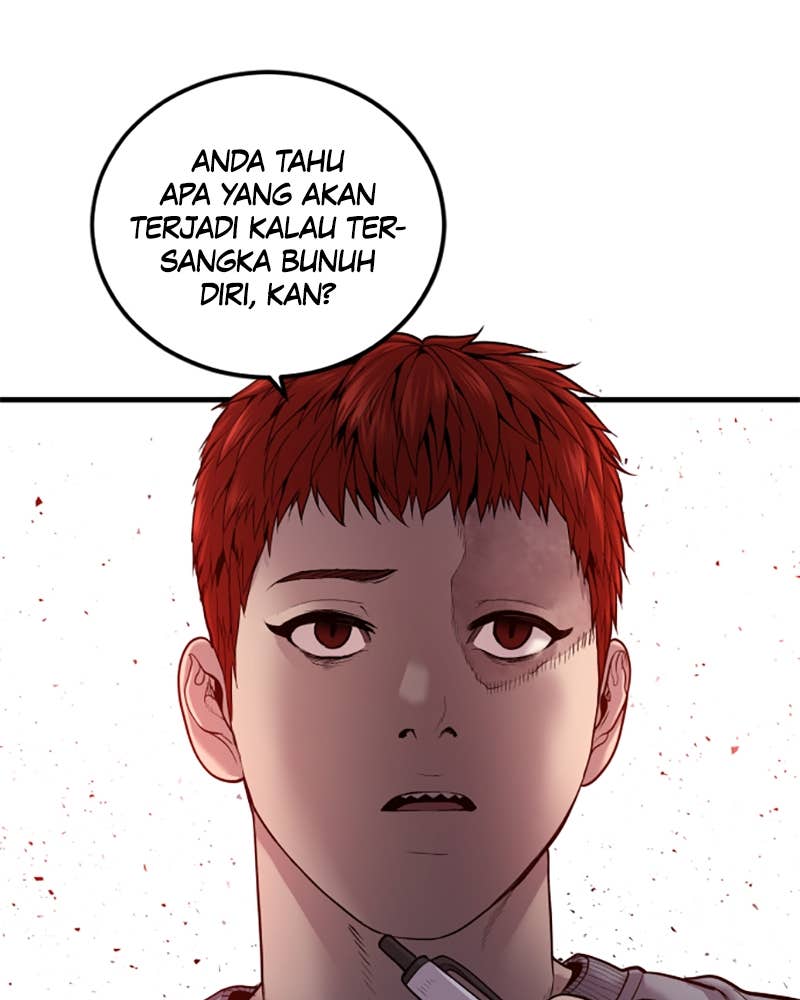 ANDA TAHU
APA YANG AKAN
TERJADI KALAU TER-
SANGKA BUNUH
DIRI, KAN?